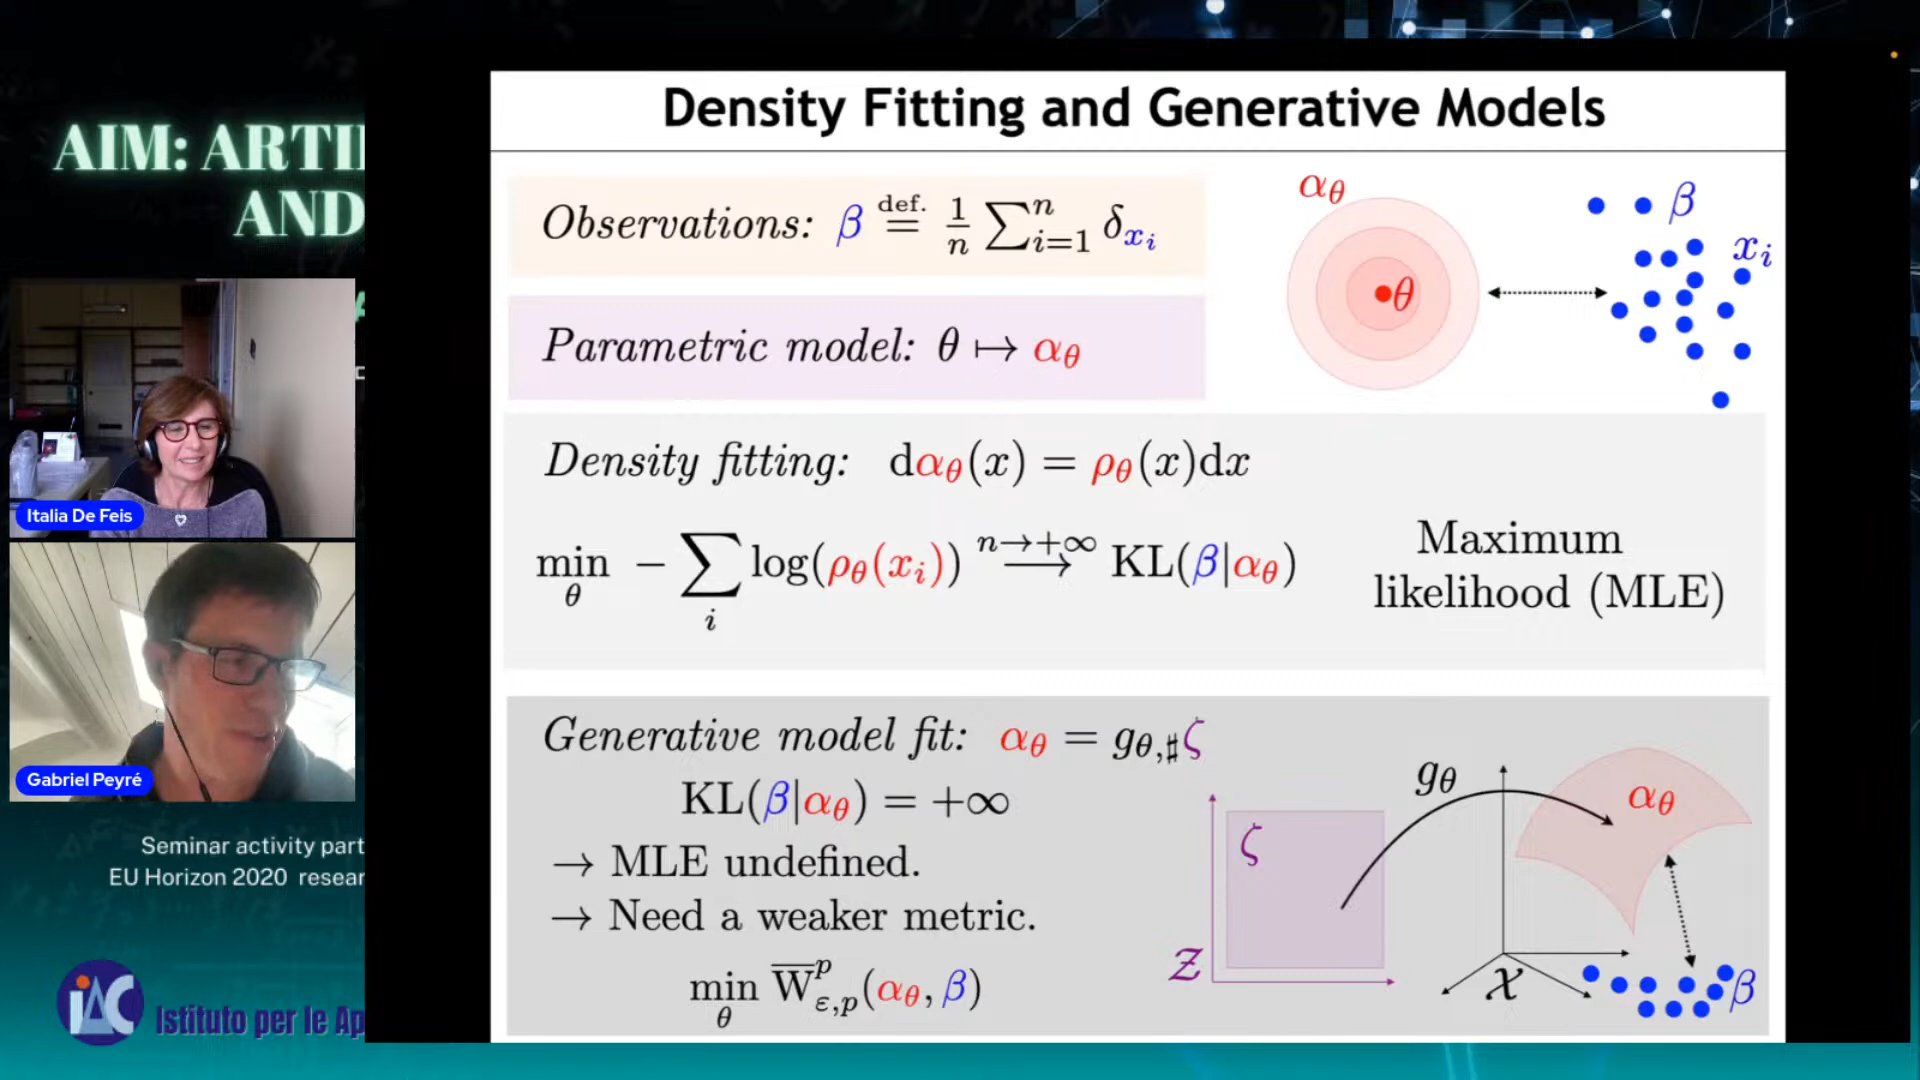 AIM: ARTI
AND
Italia De Feis
Gabriel Peyré
Seminar activity part
EU Horizon 2020 resear
iAC Istituto per le Ap
Density Fitting and Generative Models
Observations: β def. = 1/n ∑_{i=1}^{n} δ_{x_i}
Parametric model: θ ↦ α_θ
α_θ
θ
β
x_i
Density fitting: dα_θ(x) = ρ_θ(x)dx
min_θ − ∑_i log(ρ_θ(x_i)) n→+∞ ⟶ KL(β|α_θ)
Maximum
likelihood (MLE)
Generative model fit: α_θ = g_{θ,♯}ζ
KL(β|α_θ) = +∞
→ MLE undefined.
→ Need a weaker metric.
min_θ W̅^p_{ε,p}(α_θ, β)
ζ
Z
g_θ
α_θ
X
β